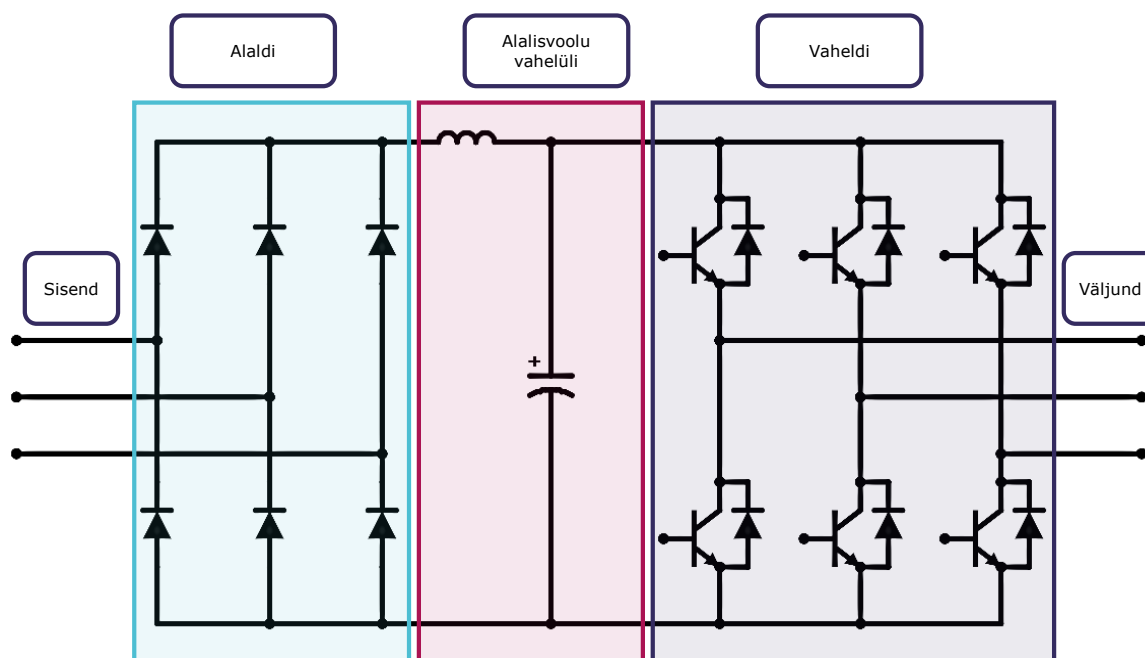 Alaldi
Alalisvoolu
vahelüli
Vaheldi
Sisend
Väljund
+